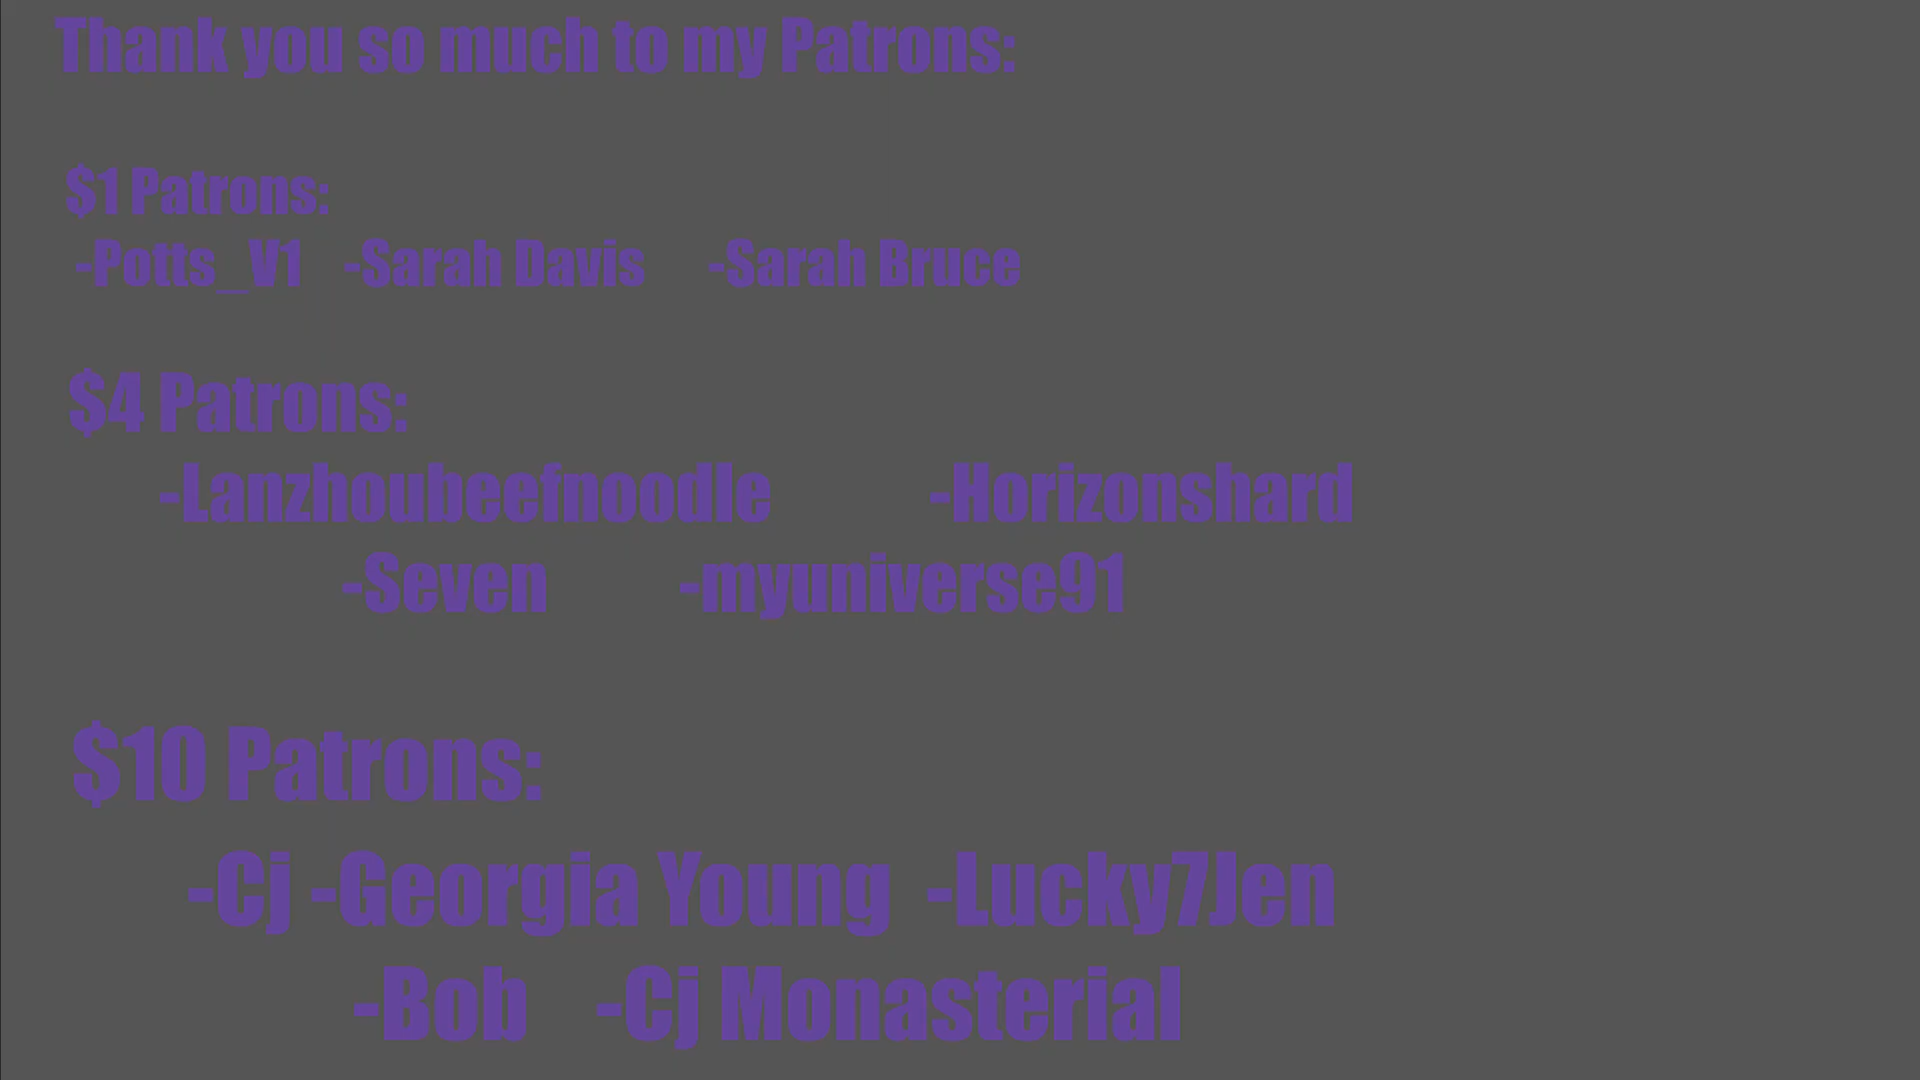 Thank you so much to my Patrons:
$1 Patrons:
-Potts_V1 -Sarah Davis -Sarah Bruce
$4 Patrons:
-Lanzhoubeefnoodle -Horizonshard
-Seven -myuniverse91
$10 Patrons:
-Cj -Georgia Young -Lucky7Jen
-Bob -Cj Monasterial